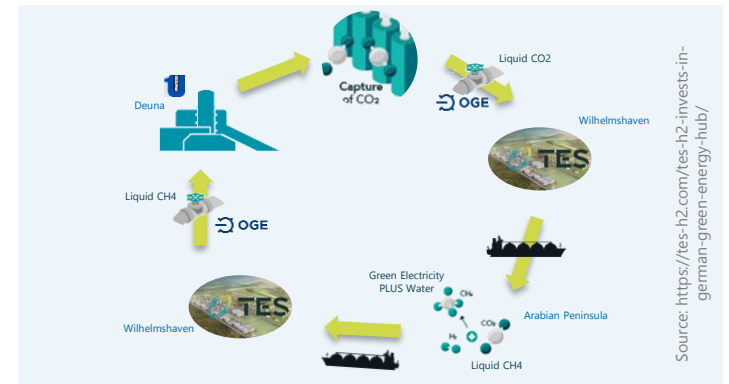 Capture
of CO₂
Liquid CO2
OGE
Deuna
Wilhelmshaven
TES
Liquid CH4
OGE
Green Electricity
PLUS Water
CH₄
CO₂
H₂
Arabian Peninsula
Liquid CH4
TES
Wilhelmshaven
Source: https://tes-h2.com/tes-h2-invests-in-
german-green-energy-hub/